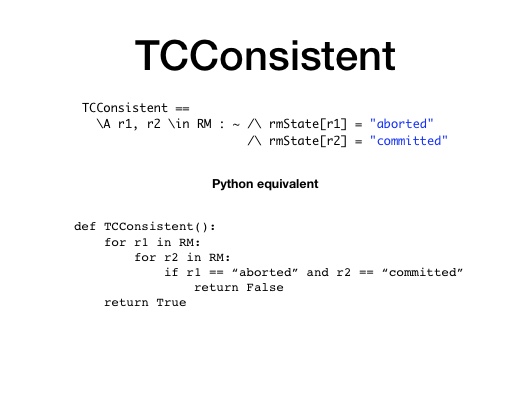 TCConsistent
TCConsistent ==
\A r1, r2 \in RM : ~ /\ rmState[r1] = "aborted"
/\ rmState[r2] = "committed"
Python equivalent
def TCConsistent():
for r1 in RM:
for r2 in RM:
if r1 == “aborted” and r2 == “committed”
return False
return True